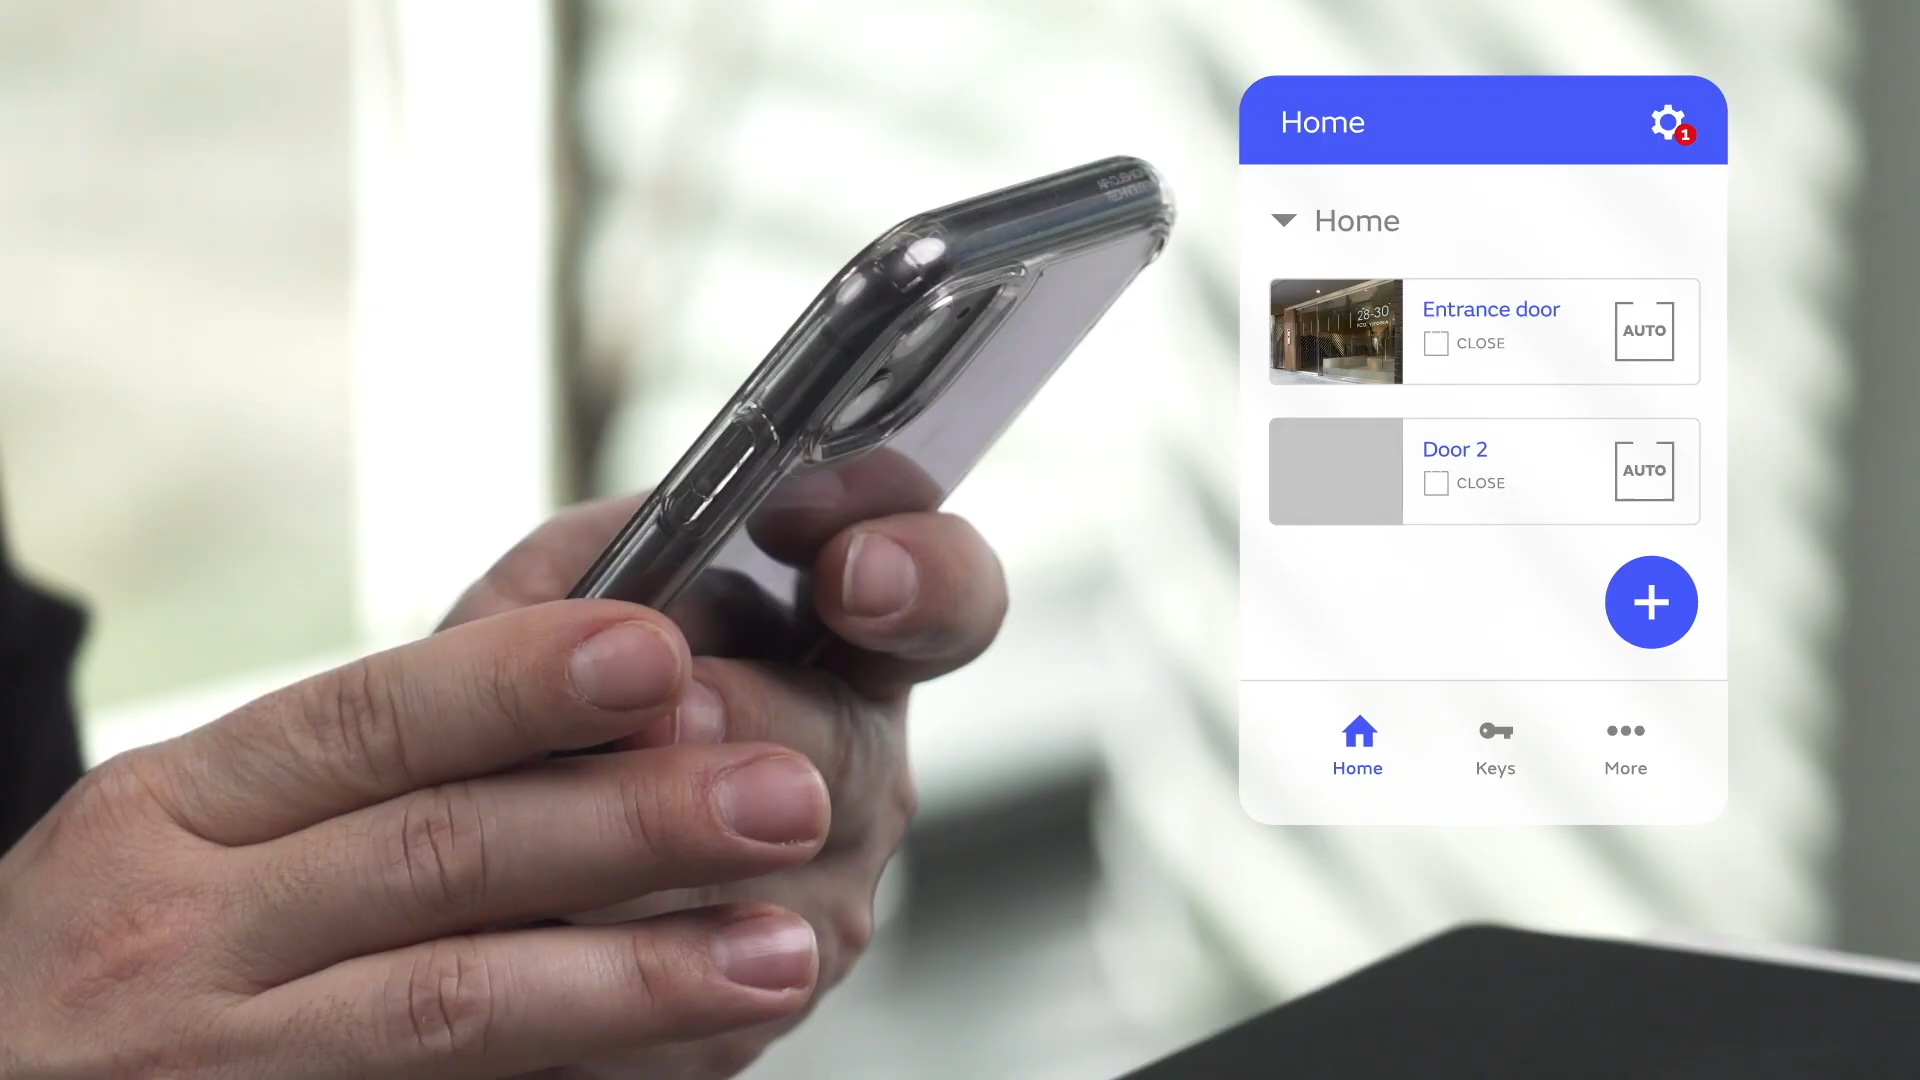 Home
1
Home
28-30
Entrance door
CLOSE
AUTO
Door 2
CLOSE
AUTO
Home
Keys
More